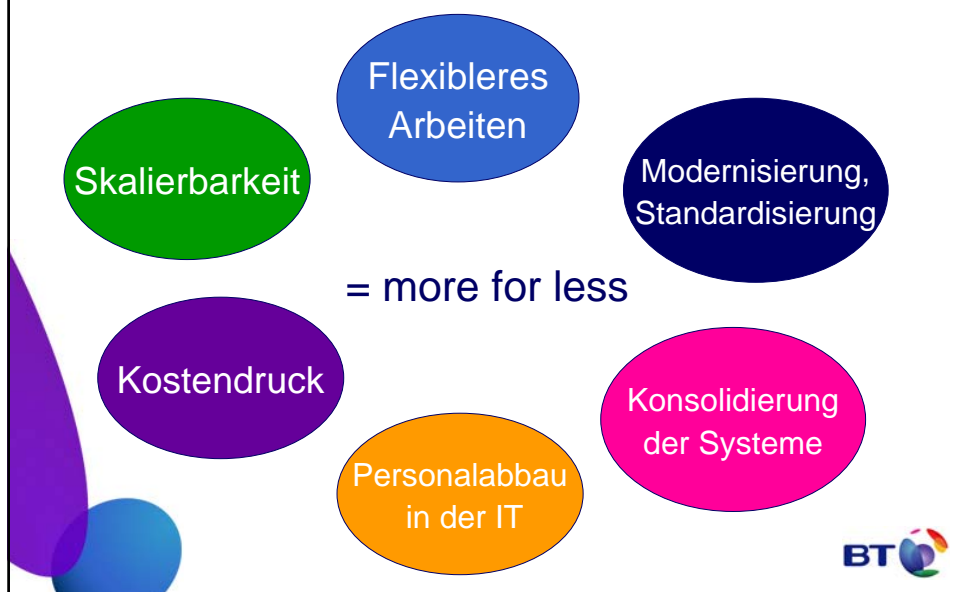 Flexibleres
Arbeiten
Skalierbarkeit
Modernisierung,
Standardisierung
= more for less
Kostendruck
Konsolidierung
der Systeme
Personalabbau
in der IT
BT